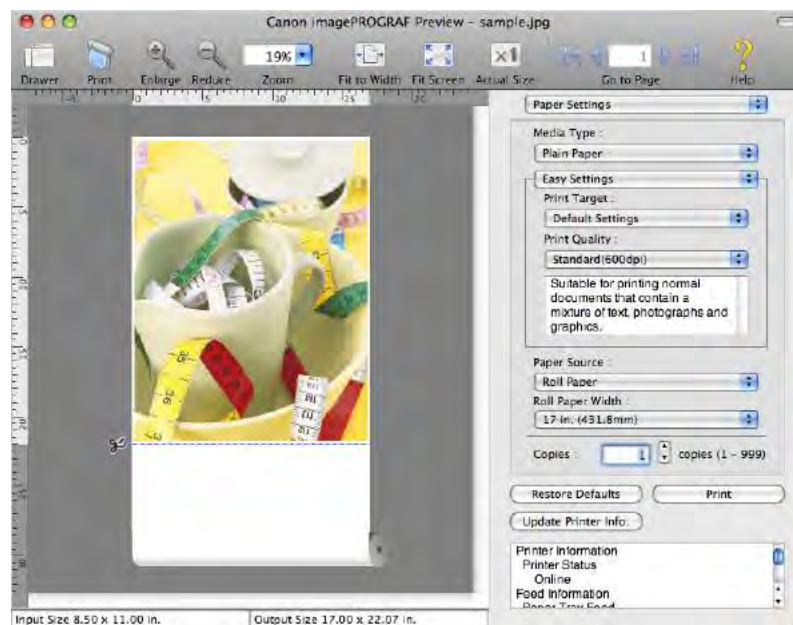 Canon imagePROGRAF Preview - sample.jpg
19%
1
Drawer Print Enlarge Reduce Zoom Fit to Width Fit Screen Actual Size Go to Page Help
Paper Settings
Media Type :
Plain Paper
Easy Settings
Print Target :
Default Settings
Print Quality :
Standard(600dpi)
Suitable for printing normal
documents that contain a
mixture of text, photographs and
graphics.
Paper Source :
Roll Paper
Roll Paper Width :
17 in. (431.8mm)
Copies : 1 copies (1 - 999)
Restore Defaults Print
Update Printer Info.
Printer Information
Printer Status
Online
Feed Information
Paper Tray Feed
Input Size 8.50 x 11.00 in. Output Size 17.00 x 22.07 in.